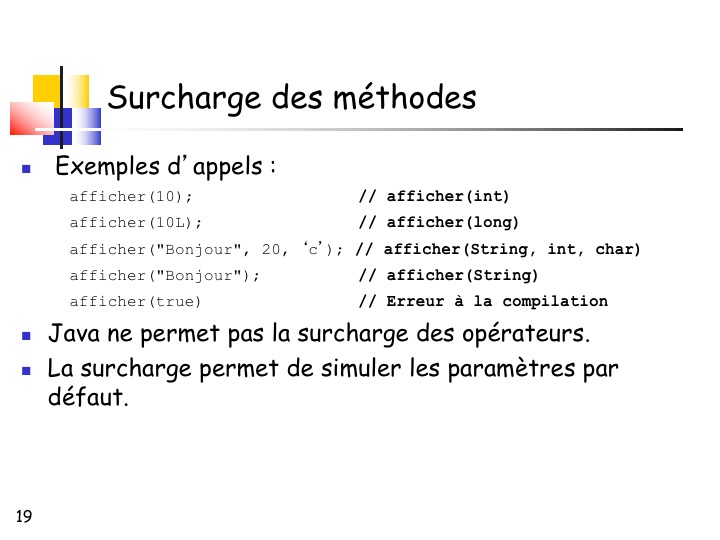 Surcharge des méthodes
Exemples d’appels :
afficher(10); // afficher(int)
afficher(10L); // afficher(long)
afficher("Bonjour", 20, ‘c’); // afficher(String, int, char)
afficher("Bonjour"); // afficher(String)
afficher(true) // Erreur à la compilation
Java ne permet pas la surcharge des opérateurs.
La surcharge permet de simuler les paramètres par
défaut.
19